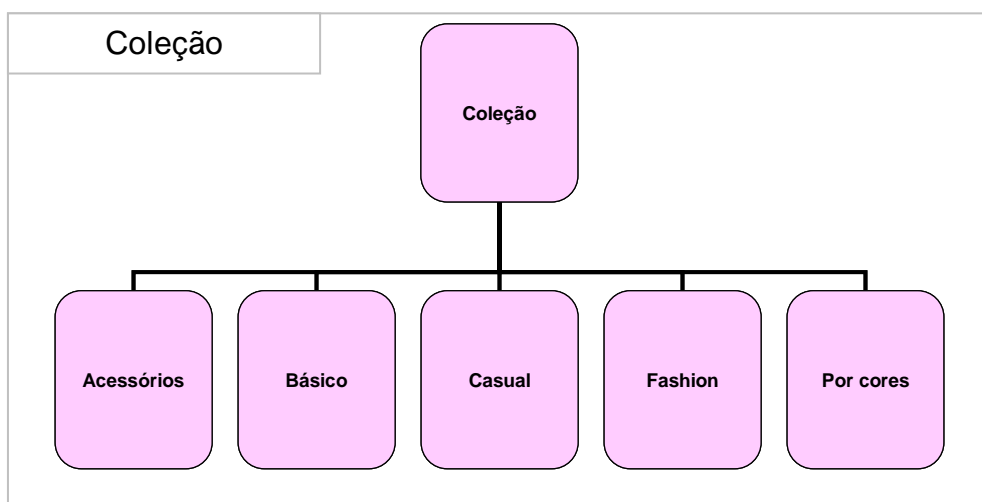 Coleção
Coleção
Acessórios
Básico
Casual
Fashion
Por cores